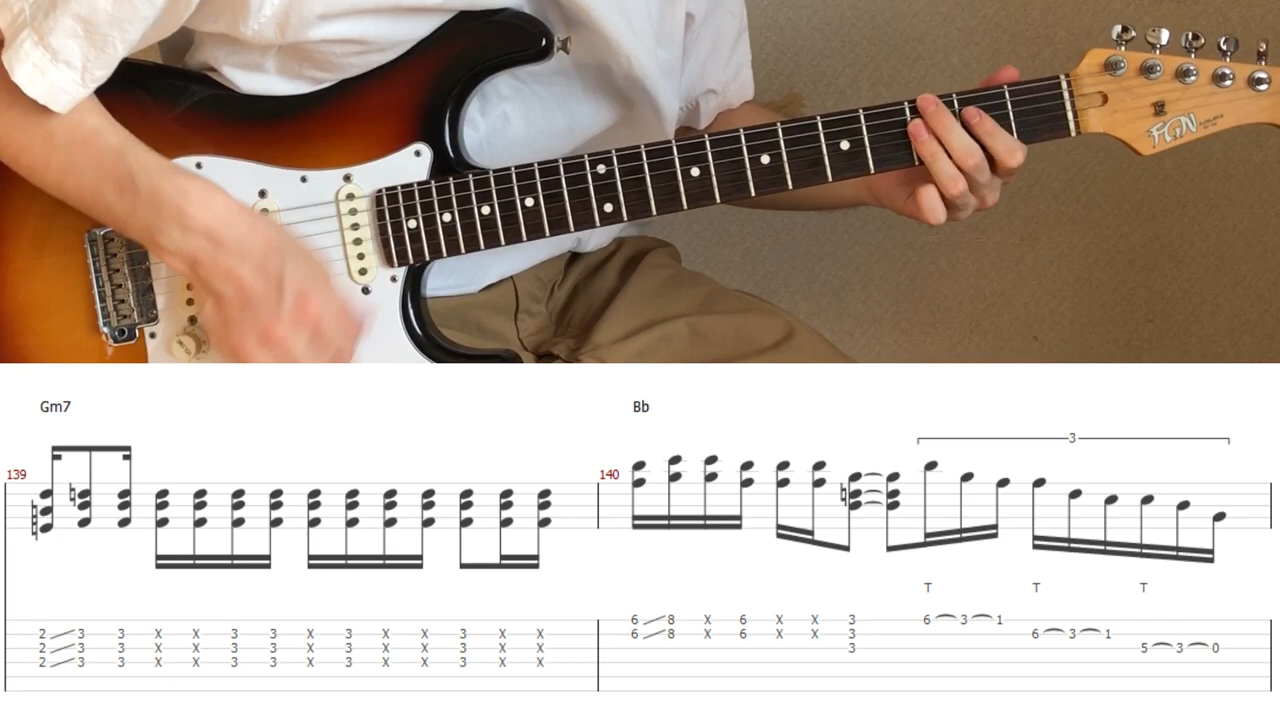 FGN
Gm7
Bb
3
139
140
T T T
6 8 X 6 X X 3 6 3 1
2 3 3 X X 3 3 X 3 X X 3 X X 6 8 X 6 X X 3 6 3 1
2 3 3 X X 3 3 X 3 X X 3 X X 3 5 3 0
2 3 3 X X 3 3 X 3 X X 3 X X